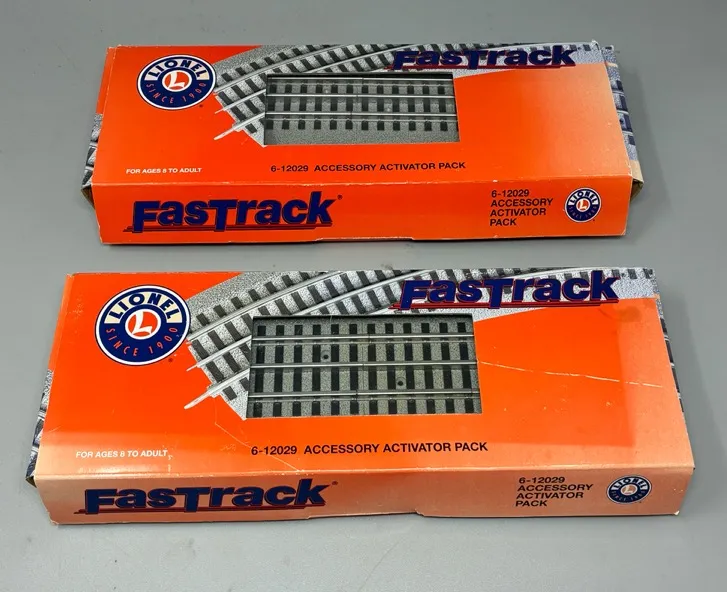 LIONEL
SINCE 1900
FasTrack
6-12029 ACCESSORY ACTIVATOR PACK
FOR AGES 8 TO ADULT
FasTrack®
6-12029
ACCESSORY
ACTIVATOR
PACK
LIONEL
LIONEL
SINCE 1900
FasTrack
6-12029 ACCESSORY ACTIVATOR PACK
FOR AGES 8 TO ADULT
FasTrack®
6-12029
ACCESSORY
ACTIVATOR
PACK
LIONEL